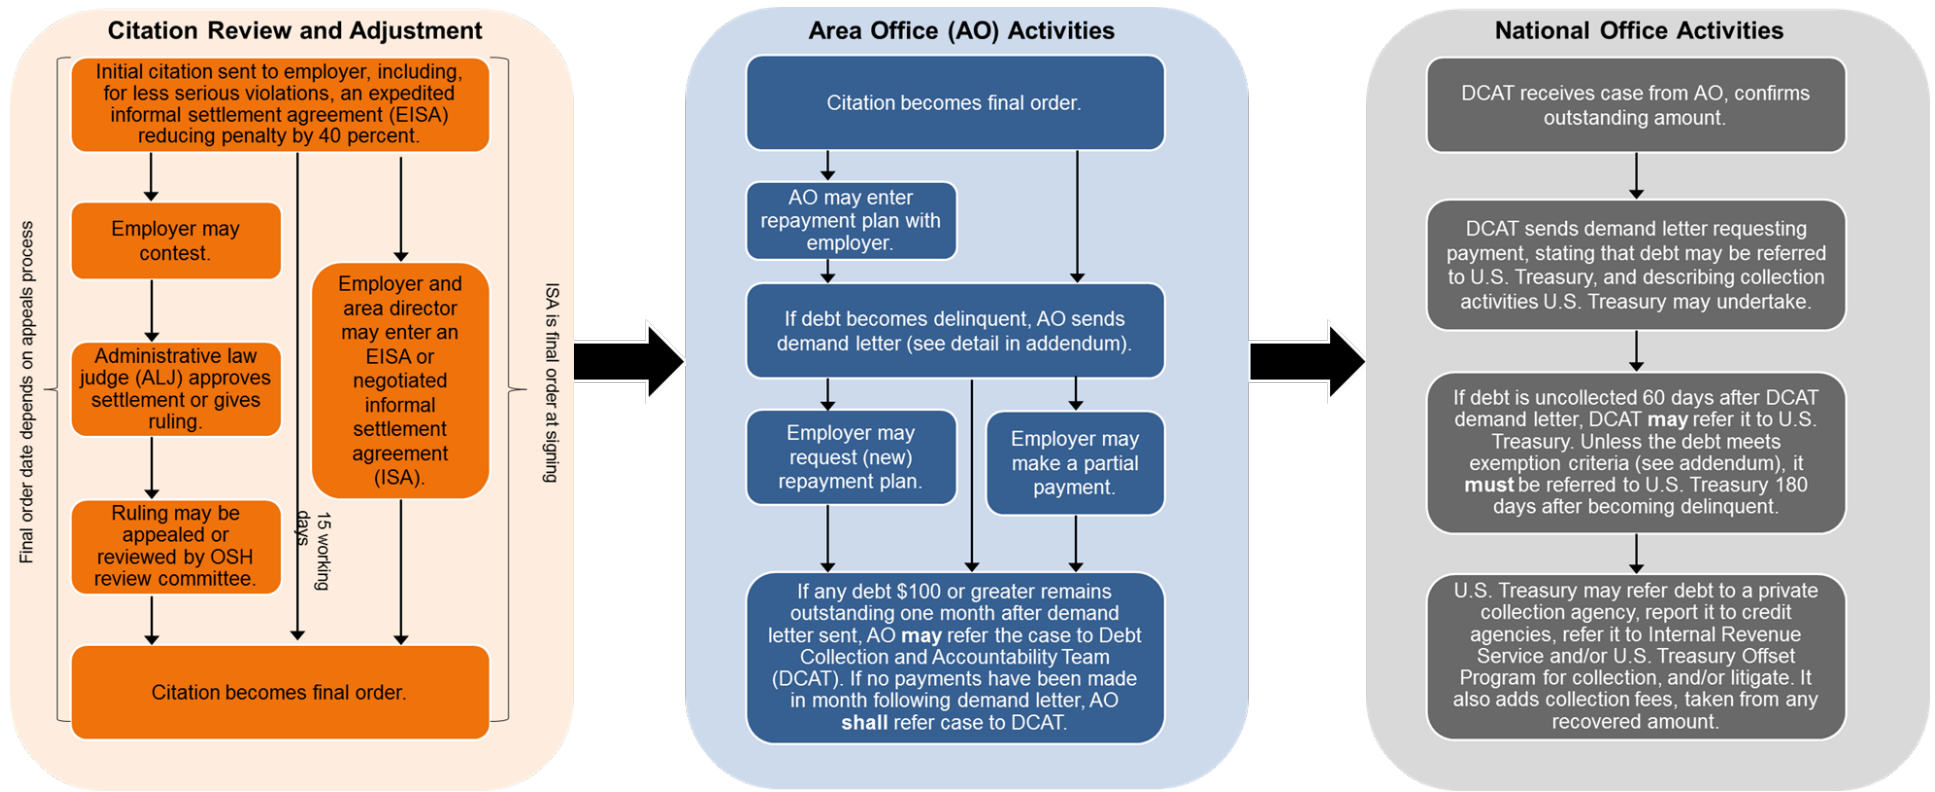 Citation Review and Adjustment
Initial citation sent to employer, including,
for less serious violations, an expedited
informal settlement agreement (EISA)
reducing penalty by 40 percent.
Final order date depends on appeals process
Employer may
contest.
Administrative law
judge (ALJ) approves
settlement or gives
ruling.
Ruling may be
appealed or
reviewed by OSH
review committee.
15 working
days
Employer and
area director
may enter an
EISA or
negotiated
informal
settlement
agreement
(ISA).
ISA is final order at signing
Citation becomes final order.
Area Office (AO) Activities
Citation becomes final order.
AO may enter
repayment plan with
employer.
If debt becomes delinquent, AO sends
demand letter (see detail in addendum).
Employer may
request (new)
repayment plan.
Employer may
make a partial
payment.
If any debt $100 or greater remains
outstanding one month after demand
letter sent, AO may refer the case to Debt
Collection and Accountability Team
(DCAT). If no payments have been made
in month following demand letter, AO
shall refer case to DCAT.
National Office Activities
DCAT receives case from AO, confirms
outstanding amount.
DCAT sends demand letter requesting
payment, stating that debt may be referred
to U.S. Treasury, and describing collection
activities U.S. Treasury may undertake.
If debt is uncollected 60 days after DCAT
demand letter, DCAT may refer it to U.S.
Treasury. Unless the debt meets
exemption criteria (see addendum), it
must be referred to U.S. Treasury 180
days after becoming delinquent.
U.S. Treasury may refer debt to a private
collection agency, report it to credit
agencies, refer it to Internal Revenue
Service and/or U.S. Treasury Offset
Program for collection, and/or litigate. It
also adds collection fees, taken from any
recovered amount.